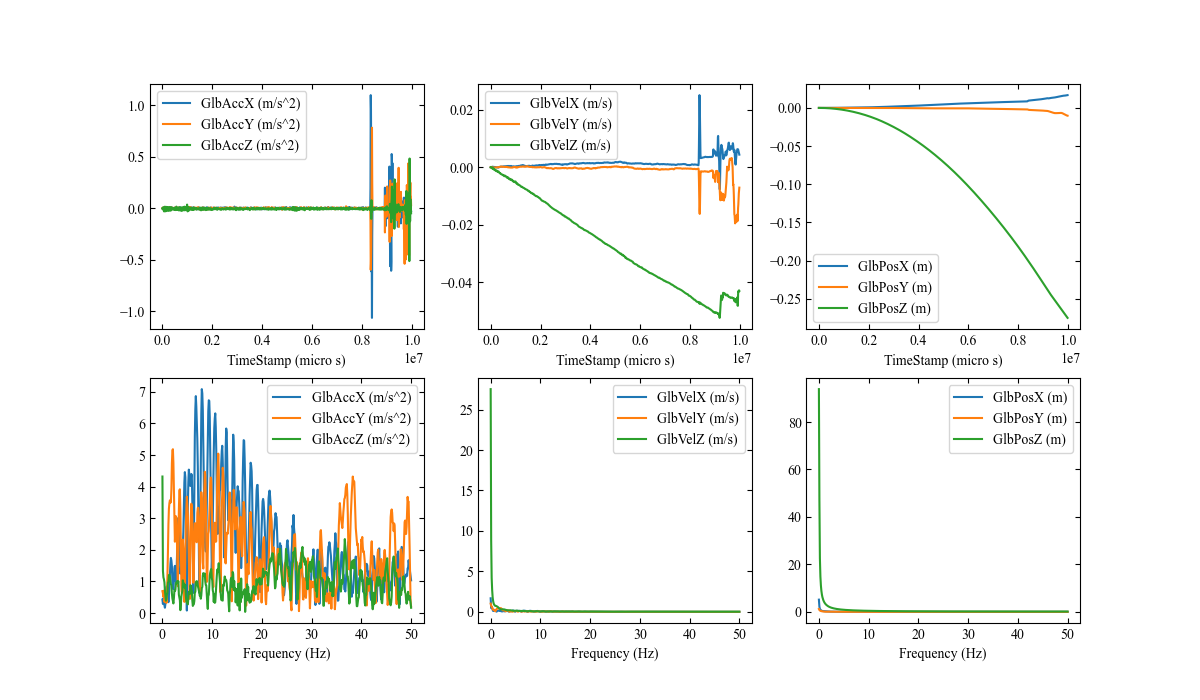 GlbAccX (m/s^2)
GlbAccY (m/s^2)
GlbAccZ (m/s^2)
1.0
0.5
0.0
−0.5
−1.0
0.0 0.2 0.4 0.6 0.8 1.0
1e7
TimeStamp (micro s)
GlbVelX (m/s)
GlbVelY (m/s)
GlbVelZ (m/s)
0.02
0.00
−0.02
−0.04
0.0 0.2 0.4 0.6 0.8 1.0
1e7
TimeStamp (micro s)
0.00
−0.05
−0.10
−0.15
−0.20
−0.25
GlbPosX (m)
GlbPosY (m)
GlbPosZ (m)
0.0 0.2 0.4 0.6 0.8 1.0
1e7
TimeStamp (micro s)
GlbAccX (m/s^2)
GlbAccY (m/s^2)
GlbAccZ (m/s^2)
7
6
5
4
3
2
1
0
0 10 20 30 40 50
Frequency (Hz)
GlbVelX (m/s)
GlbVelY (m/s)
GlbVelZ (m/s)
25
20
15
10
5
0
0 10 20 30 40 50
Frequency (Hz)
GlbPosX (m)
GlbPosY (m)
GlbPosZ (m)
80
60
40
20
0
0 10 20 30 40 50
Frequency (Hz)